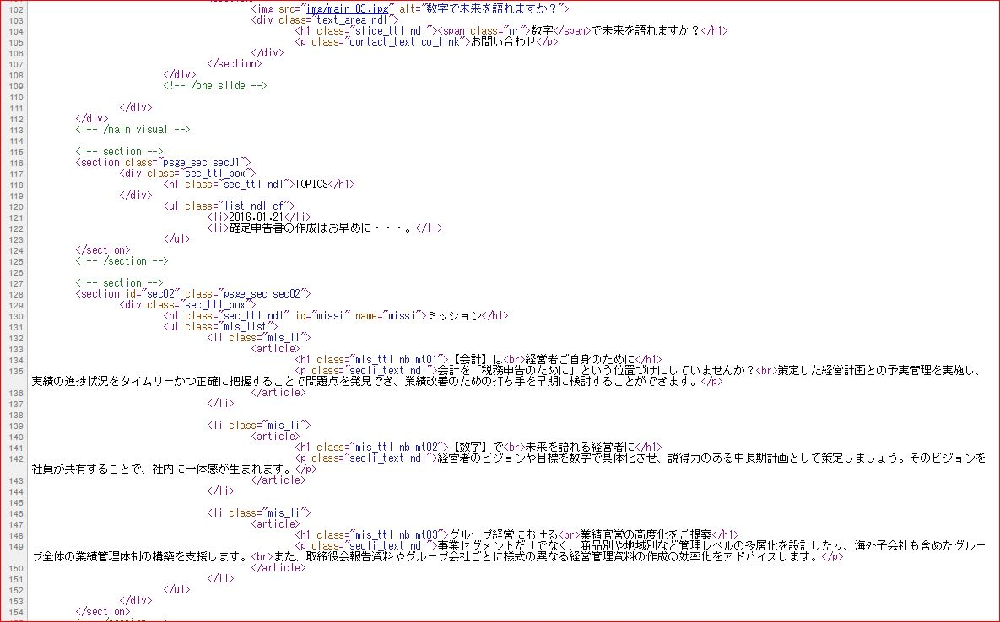 102 <img src="img/main_03.jpg" alt="数字で未来を語れますか？">
103 <div class="text_area ndl">
104 <h1 class="slide_ttl ndl"><span class="nr">数字</span>で未来を語れますか？</h1>
105 <p class="contact_text co_link">お問い合わせ</p>
106 </div>
107 </section>
108 </div>
109 <!-- /one slide -->
110
111 </div>
112 </div>
113 <!-- /main visual -->
114
115 <!-- section -->
116 <section class="psge_sec sec01">
117 <div class="sec_ttl_box">
118 <h1 class="sec_ttl ndl">TOPICS</h1>
119 </div>
120 <ul class="list ndl cf">
121 <li>2016.01.21</li>
122 <li>確定申告書の作成はお早めに・・・。</li>
123 </ul>
124 </section>
125 <!-- /section -->
126
127 <!-- section -->
128 <section id="sec02" class="psge_sec sec02">
129 <div class="sec_ttl_box">
130 <h1 class="sec_ttl ndl" id="missi" name="missi">ミッション</h1>
131 <ul class="mis_list">
132 <li class="mis_li">
133 <article>
134 <h1 class="mis_ttl nb mt01">【会計】は<br>経営者ご自身のために</h1>
135 <p class="secli_text ndl">会計を「税務申告のために」という位置づけにしていませんか？<br>策定した経営計画との予実管理を実施し、
実績の進捗状況をタイムリーかつ正確に把握することで問題点を発見でき、業績改善のための打ち手を早期に検討することができます。</p>
136 </article>
137 </li>
138
139 <li class="mis_li">
140 <article>
141 <h1 class="mis_ttl nb mt02">【数字】で<br>未来を語れる経営者に</h1>
142 <p class="secli_text ndl">経営者のビジョンや目標を数字で具体化させ、説得力のある中長期計画として策定しましょう。そのビジョンを
社員が共有することで、社内に一体感が生まれます。</p>
143 </article>
144 </li>
145
146 <li class="mis_li">
147 <article>
148 <h1 class="mis_ttl nb mt03">グループ経営における<br>業績官営の高度化をご提案</h1>
149 <p class="secli_text ndl">事業セグメントだけでなく、商品別や地域別など管理レベルの多層化を設計したり、海外子会社も含めたグルー
プ全体の業績管理体制の構築を支援します。<br>また、取締役会報告資料やグループ会社ごとに様式の異なる経営管理資料の作成の効率化をアドバイスします。</p>
150 </article>
151 </li>
152 </ul>
153 </div>
154 </section>